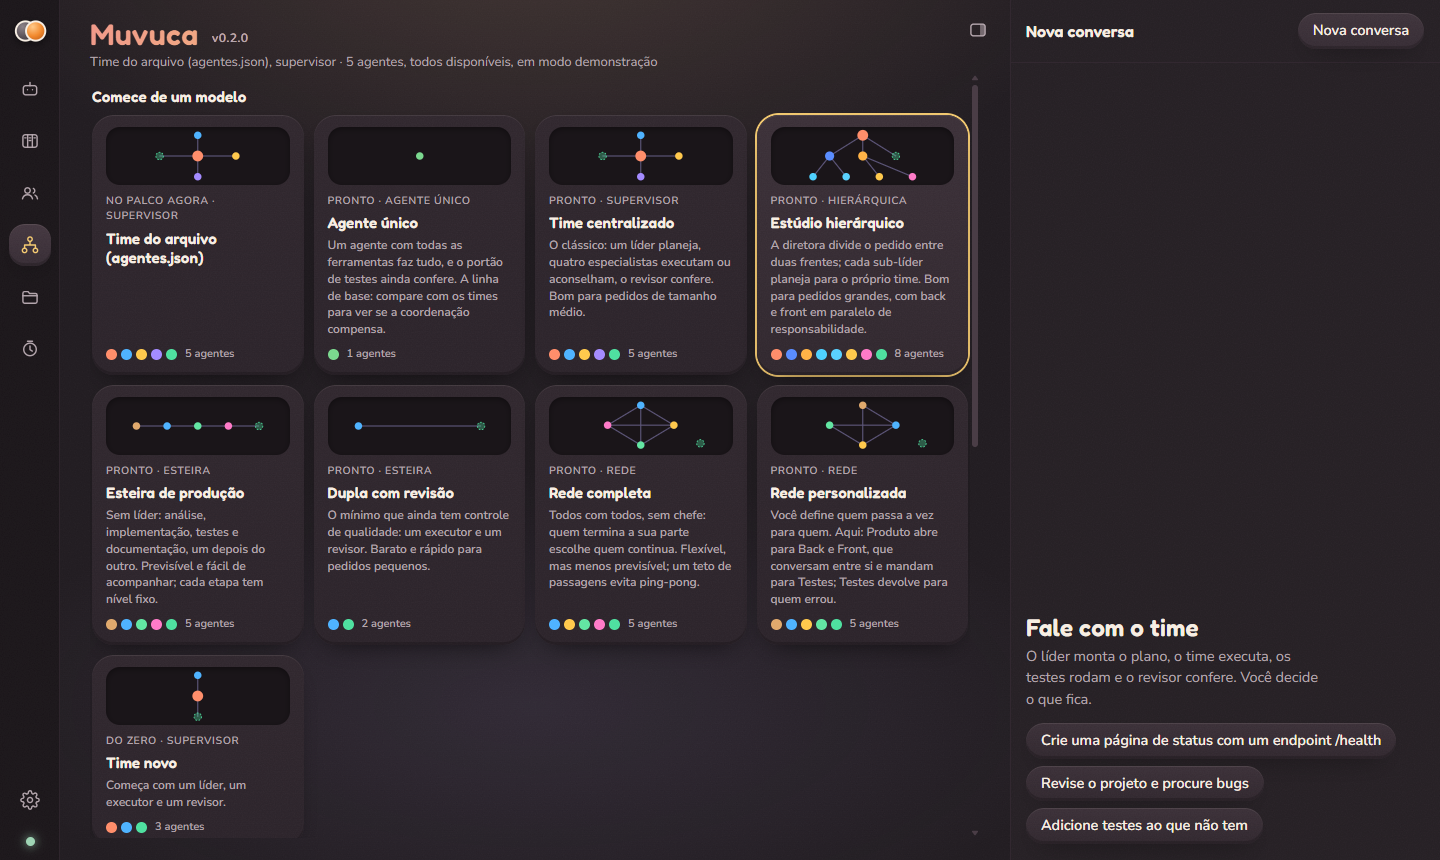 Muvuca v0.2.0
Time do arquivo (agentes.json), supervisor · 5 agentes, todos disponíveis, em modo demonstração
Comece de um modelo
NO PALCO AGORA ·
SUPERVISOR
Time do arquivo
(agentes.json)
5 agentes
PRONTO · AGENTE ÚNICO
Agente único
Um agente com todas as
ferramentas faz tudo, e o portão
de testes ainda confere. A linha
de base: compare com os times
para ver se a coordenação
compensa.
1 agentes
PRONTO · SUPERVISOR
Time centralizado
O clássico: um líder planeja,
quatro especialistas executam ou
aconselham, o revisor confere.
Bom para pedidos de tamanho
médio.
5 agentes
PRONTO · HIERÁRQUICA
Estúdio hierárquico
A diretora divide o pedido entre
duas frentes; cada sub-líder
planeja para o próprio time. Bom
para pedidos grandes, com back
e front em paralelo de
responsabilidade.
8 agentes
PRONTO · ESTEIRA
Esteira de produção
Sem líder: análise,
implementação, testes e
documentação, um depois do
outro. Previsível e fácil de
acompanhar; cada etapa tem
nível fixo.
5 agentes
PRONTO · ESTEIRA
Dupla com revisão
O mínimo que ainda tem controle
de qualidade: um executor e um
revisor. Barato e rápido para
pedidos pequenos.
2 agentes
PRONTO · REDE
Rede completa
Todos com todos, sem chefe:
quem termina a sua parte
escolhe quem continua. Flexível,
mas menos previsível; um teto de
passagens evita ping-pong.
5 agentes
PRONTO · REDE
Rede personalizada
Você define quem passa a vez
para quem. Aqui: Produto abre
para Back e Front, que
conversam entre si e mandam
para Testes; Testes devolve para
quem errou.
5 agentes
DO ZERO · SUPERVISOR
Time novo
Começa com um líder, um
executor e um revisor.
3 agentes
Nova conversa
Nova conversa
Fale com o time
O líder monta o plano, o time executa, os
testes rodam e o revisor confere. Você decide
o que fica.
Crie uma página de status com um endpoint /health
Revise o projeto e procure bugs
Adicione testes ao que não tem